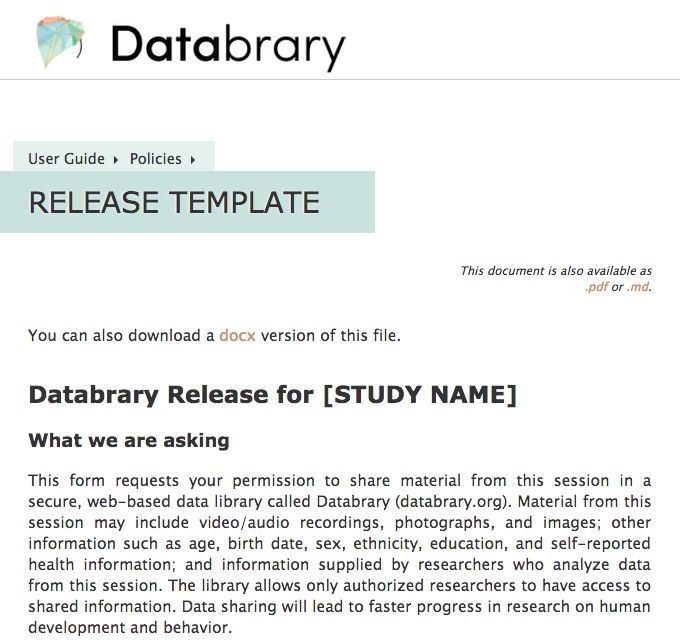 Databrary
User Guide ▸ Policies ▸
RELEASE TEMPLATE
This document is also available as
.pdf or .md.
You can also download a docx version of this file.
Databrary Release for [STUDY NAME]
What we are asking
This form requests your permission to share material from this session in a
secure, web-based data library called Databrary (databrary.org). Material from this
session may include video/audio recordings, photographs, and images; other
information such as age, birth date, sex, ethnicity, education, and self-reported
health information; and information supplied by researchers who analyze data
from this session. The library allows only authorized researchers to have access to
shared information. Data sharing will lead to faster progress in research on human
development and behavior.